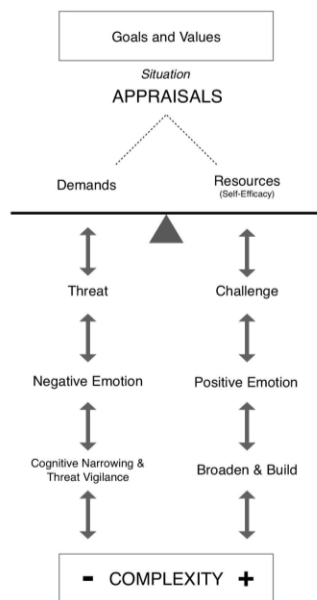 Goals and Values
Situation
APPRAISALS
Demands
Resources
(Self-Efficacy)
Threat
Challenge
Negative Emotion
Positive Emotion
Cognitive Narrowing &
Threat Vigilance
Broaden & Build
- COMPLEXITY +